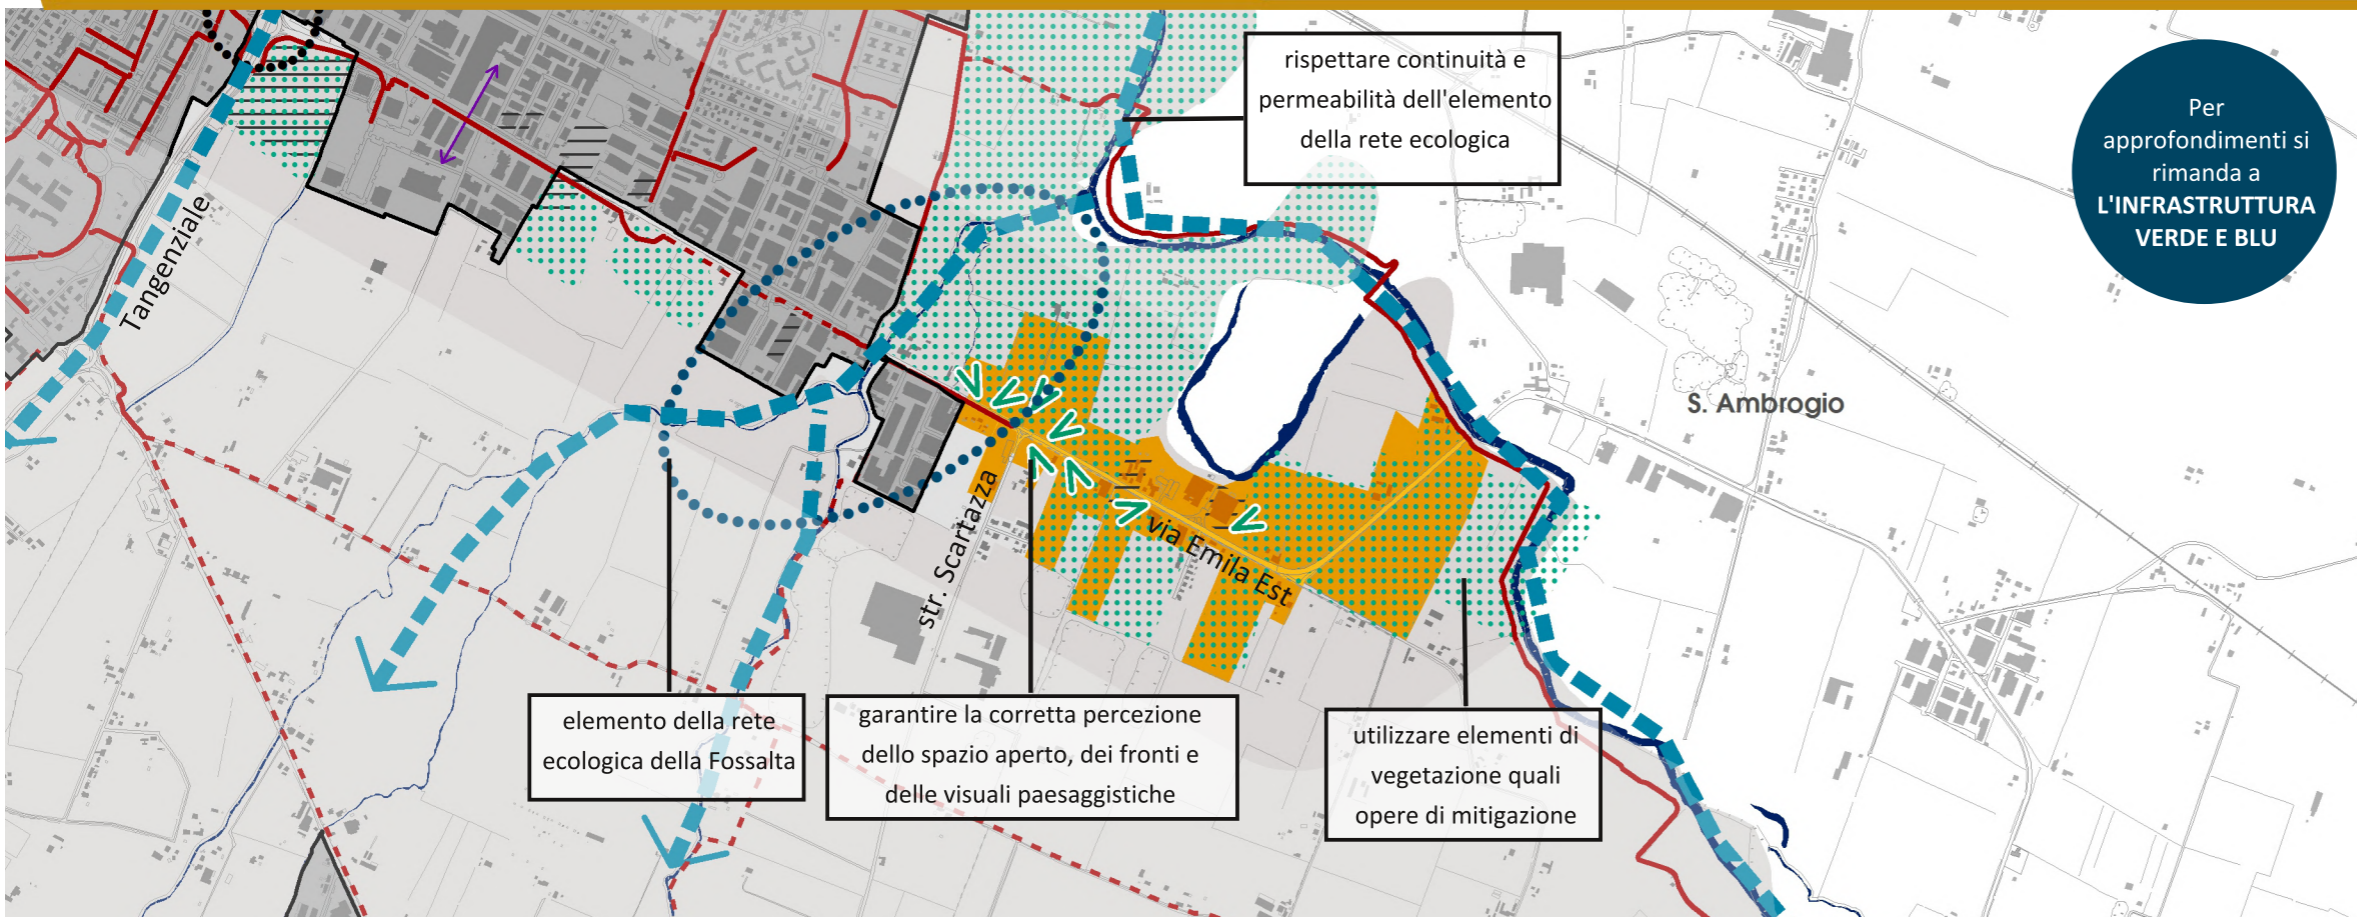 rispettare continuità e
permeabilità dell'elemento
della rete ecologica
Per
approfondimenti si
rimanda a
L'INFRASTRUTTURA
VERDE E BLU
Tangenziale
S. Ambrogio
str. Scartazza
via Emila Est
elemento della rete
ecologica della Fossalta
garantire la corretta percezione
dello spazio aperto, dei fronti e
delle visuali paesaggistiche
utilizzare elementi di
vegetazione quali
opere di mitigazione